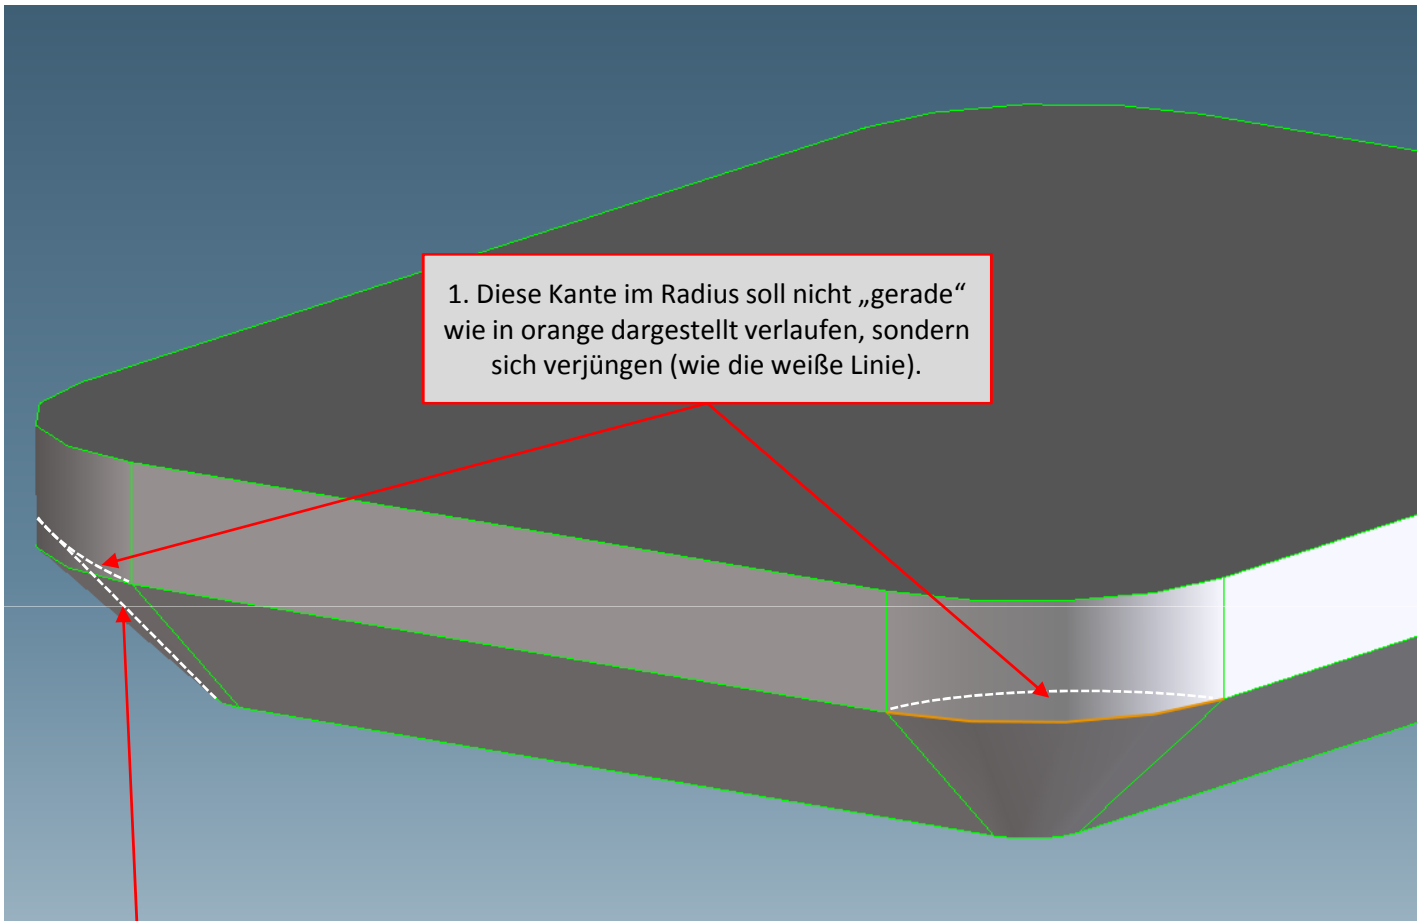 1. Diese Kante im Radius soll nicht „gerade“
wie in orange dargestellt verlaufen, sondern
sich verjüngen (wie die weiße Linie).